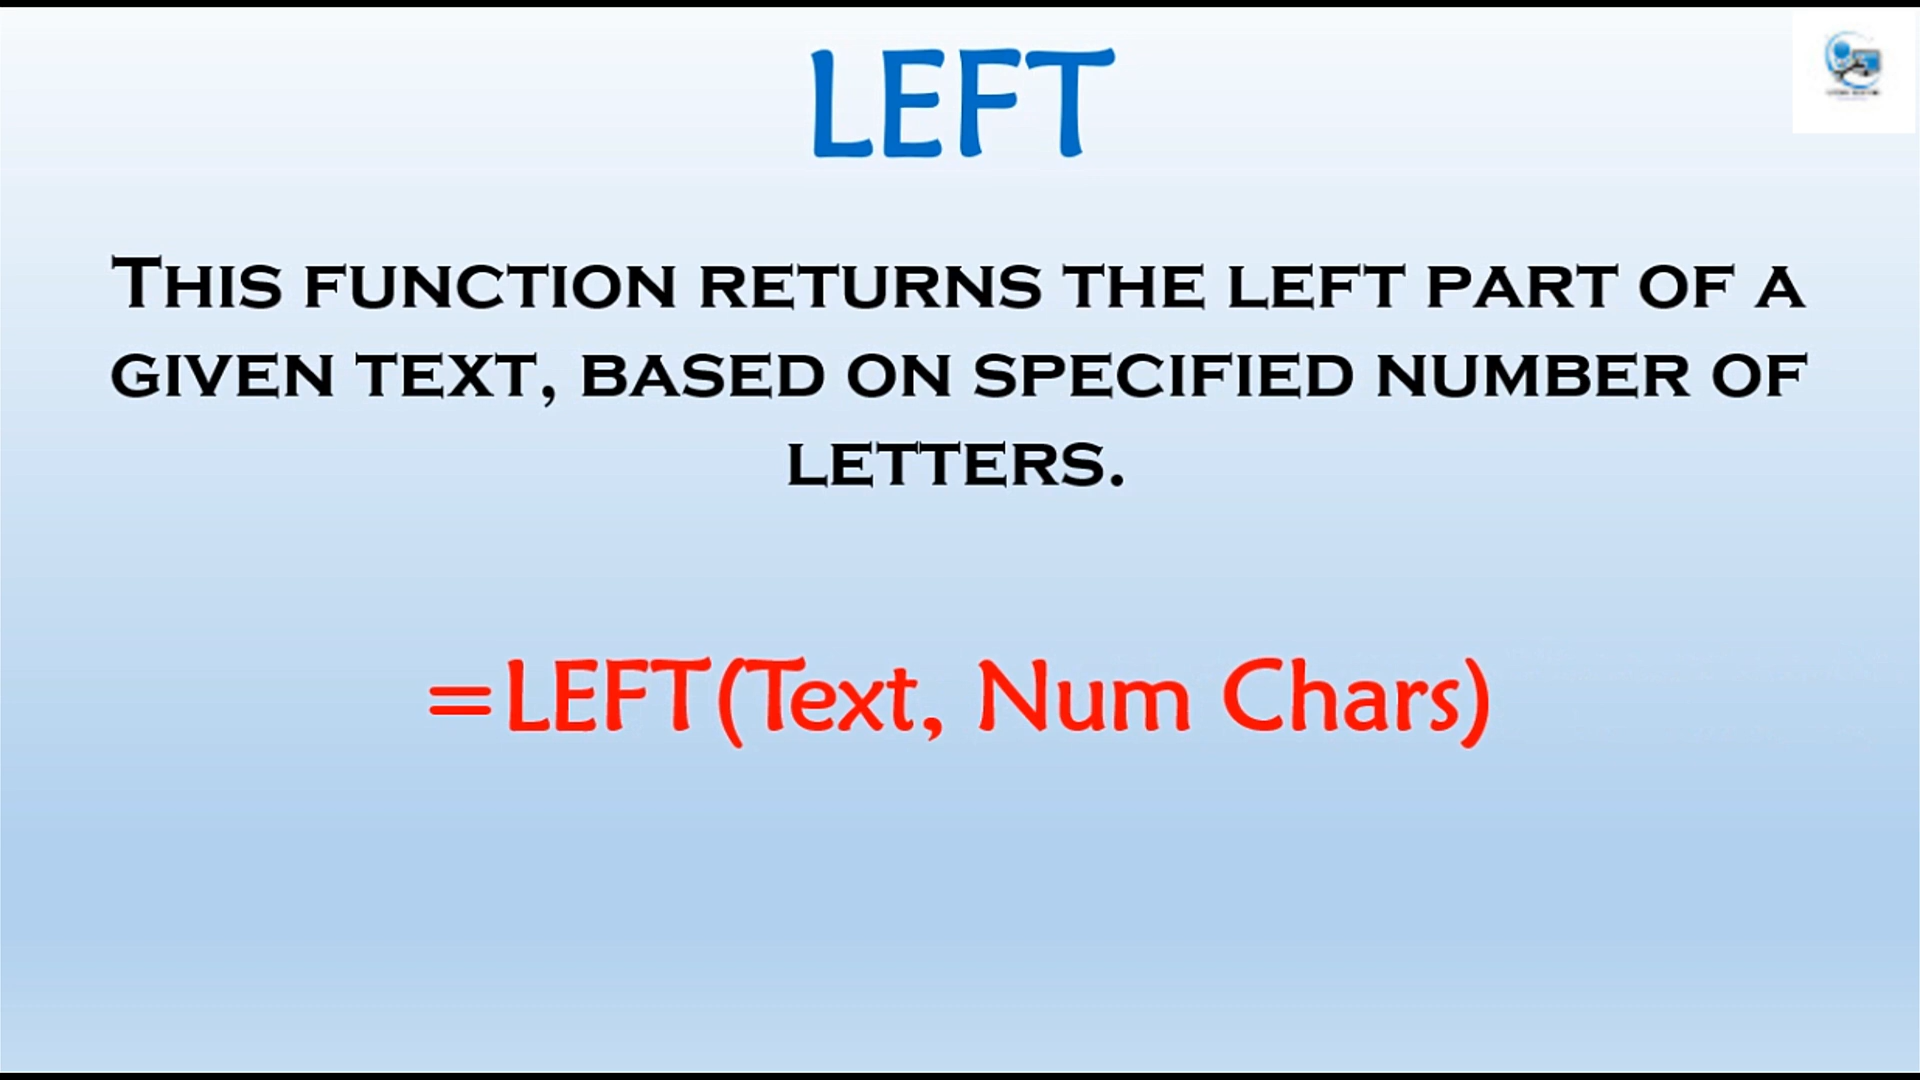 LEFT
THIS FUNCTION RETURNS THE LEFT PART OF A
GIVEN TEXT, BASED ON SPECIFIED NUMBER OF
LETTERS.
=LEFT(Text, Num Chars)